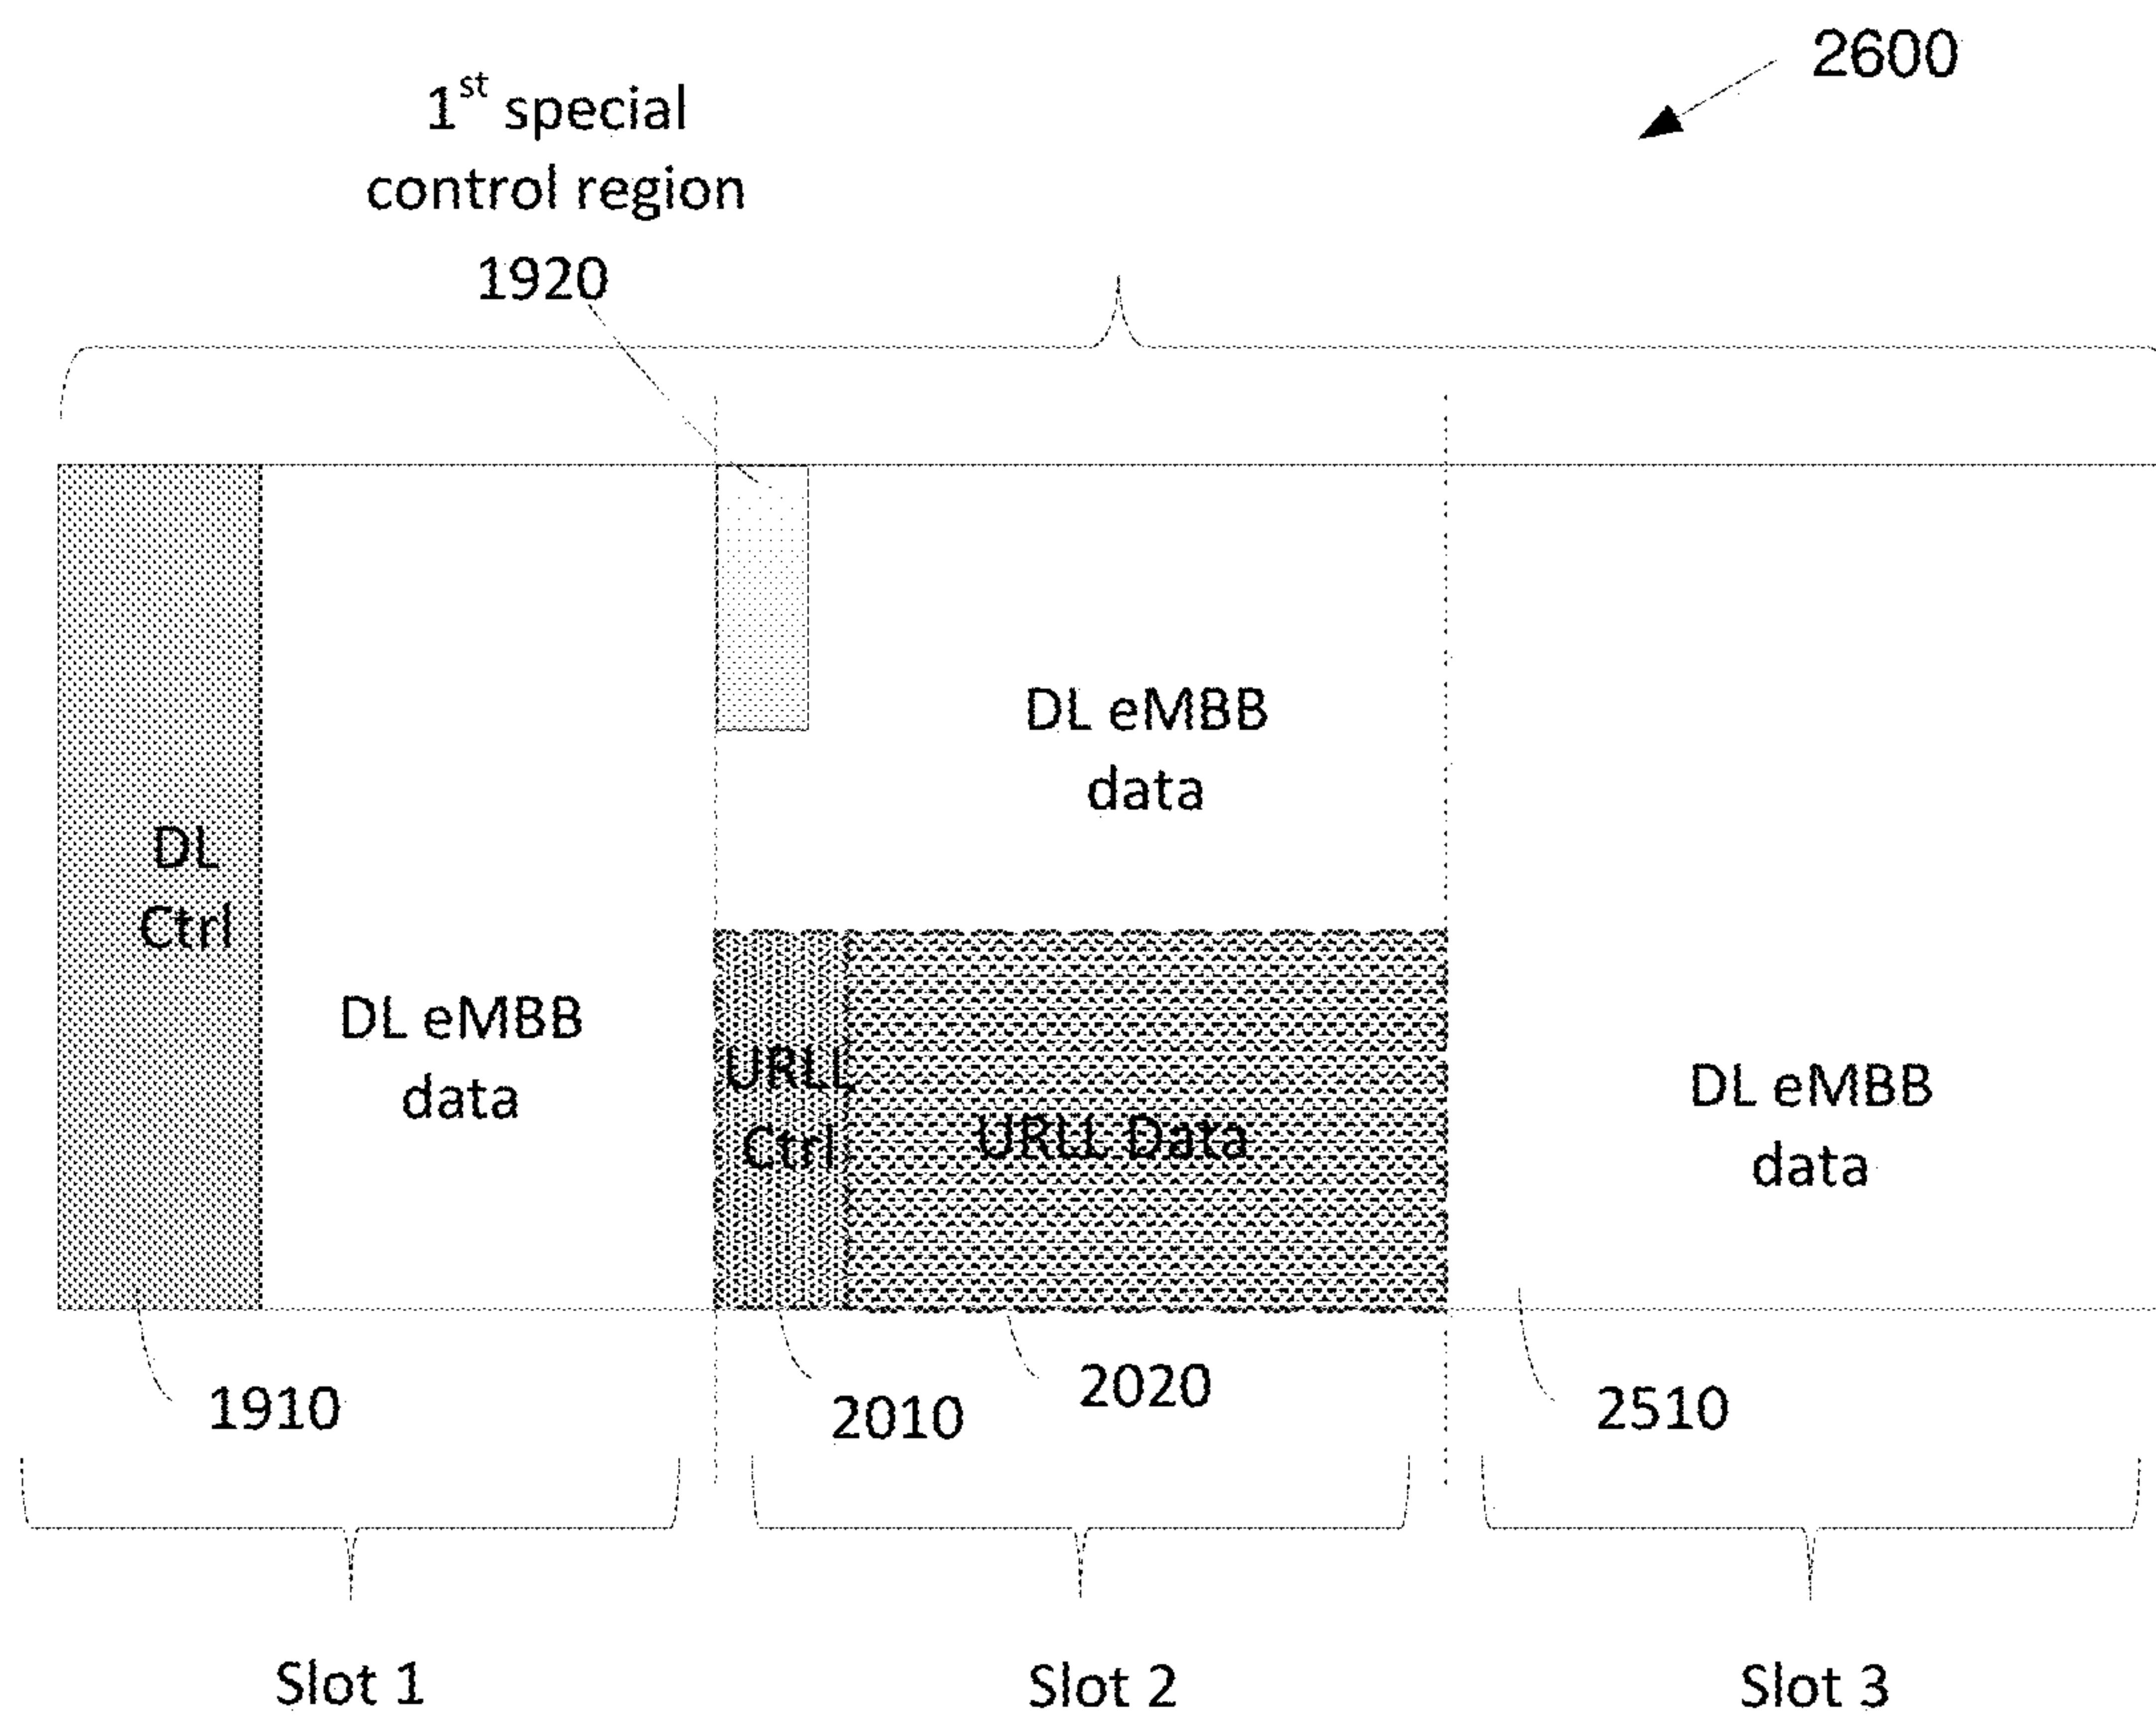 2600
1st special
control region
1920
DL eMBB
data
DL
Ctrl
DL eMBB
data
URLL
Ctrl
URLL Data
DL eMBB
data
1910
2010
2020
2510
Slot 1
Slot 2
Slot 3